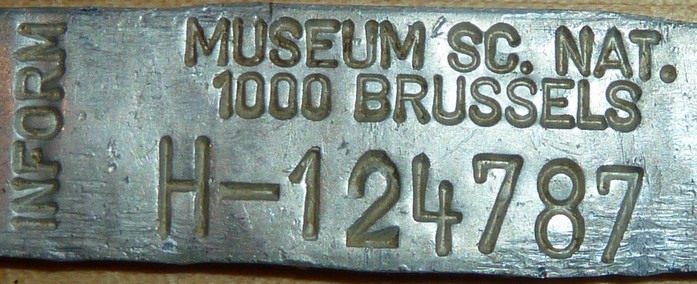 INFORM
MUSEUM SC. NAT.
1000 BRUSSELS
H-124787